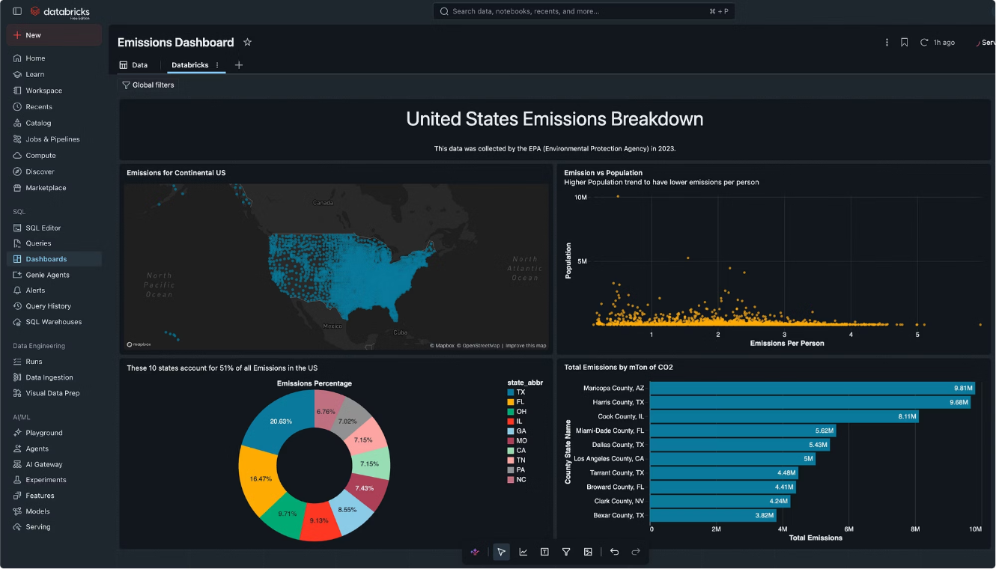 databricks
Free Edition
Search data, notebooks, recents, and more...
⌘ + P
New
Home
Learn
Workspace
Recents
Catalog
Jobs & Pipelines
Compute
Discover
Marketplace
SQL
SQL Editor
Queries
Dashboards
Genie Agents
Alerts
Query History
SQL Warehouses
Data Engineering
Runs
Data Ingestion
Visual Data Prep
AI/ML
Playground
Agents
AI Gateway
Experiments
Features
Models
Serving
Emissions Dashboard
1h ago
Serv
Data
Databricks
Global filters
United States Emissions Breakdown
This data was collected by the EPA (Environmental Protection Agency) in 2023.
Emissions for Continental US
Canada
North
Pacific
Ocean
North
Atlantic
Ocean
Mexico
Cuba
mapbox
© Mapbox © OpenStreetMap | Improve this map
Emission vs Population
Higher Population trend to have lower emissions per person
10M
5M
Population
1
2
3
4
5
Emissions Per Person
These 10 states account for 51% of all Emissions in the US
Emissions Percentage
20.63%
6.76%
7.02%
7.15%
7.15%
7.43%
8.55%
9.13%
9.71%
16.47%
state_abbr
TX
FL
OH
IL
GA
MO
CA
TN
PA
NC
Total Emissions by mTon of CO2
County State Name
Maricopa County, AZ 9.81M
Harris County, TX 9.68M
Cook County, IL 8.11M
Miami-Dade County, FL 5.62M
Dallas County, TX 5.43M
Los Angeles County, CA 5M
Tarrant County, TX 4.48M
Broward County, FL 4.41M
Clark County, NV 4.24M
Bexar County, TX 3.82M
0 2M 4M 6M 8M 10M
Total Emissions